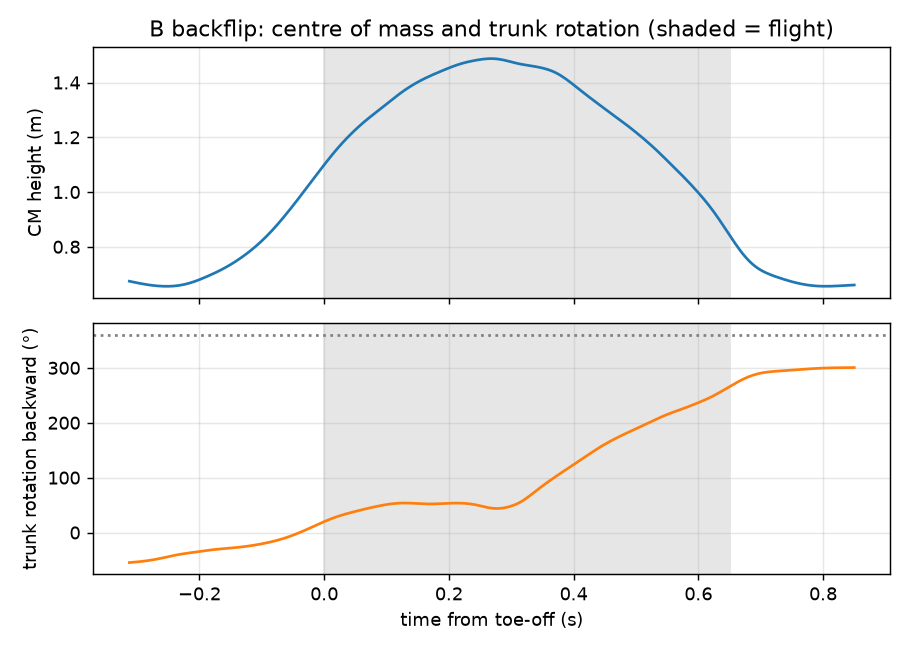 B backflip: centre of mass and trunk rotation (shaded = flight)
CM height (m)
1.4
1.2
1.0
0.8
trunk rotation backward (°)
300
200
100
0
−0.2 0.0 0.2 0.4 0.6 0.8
time from toe-off (s)